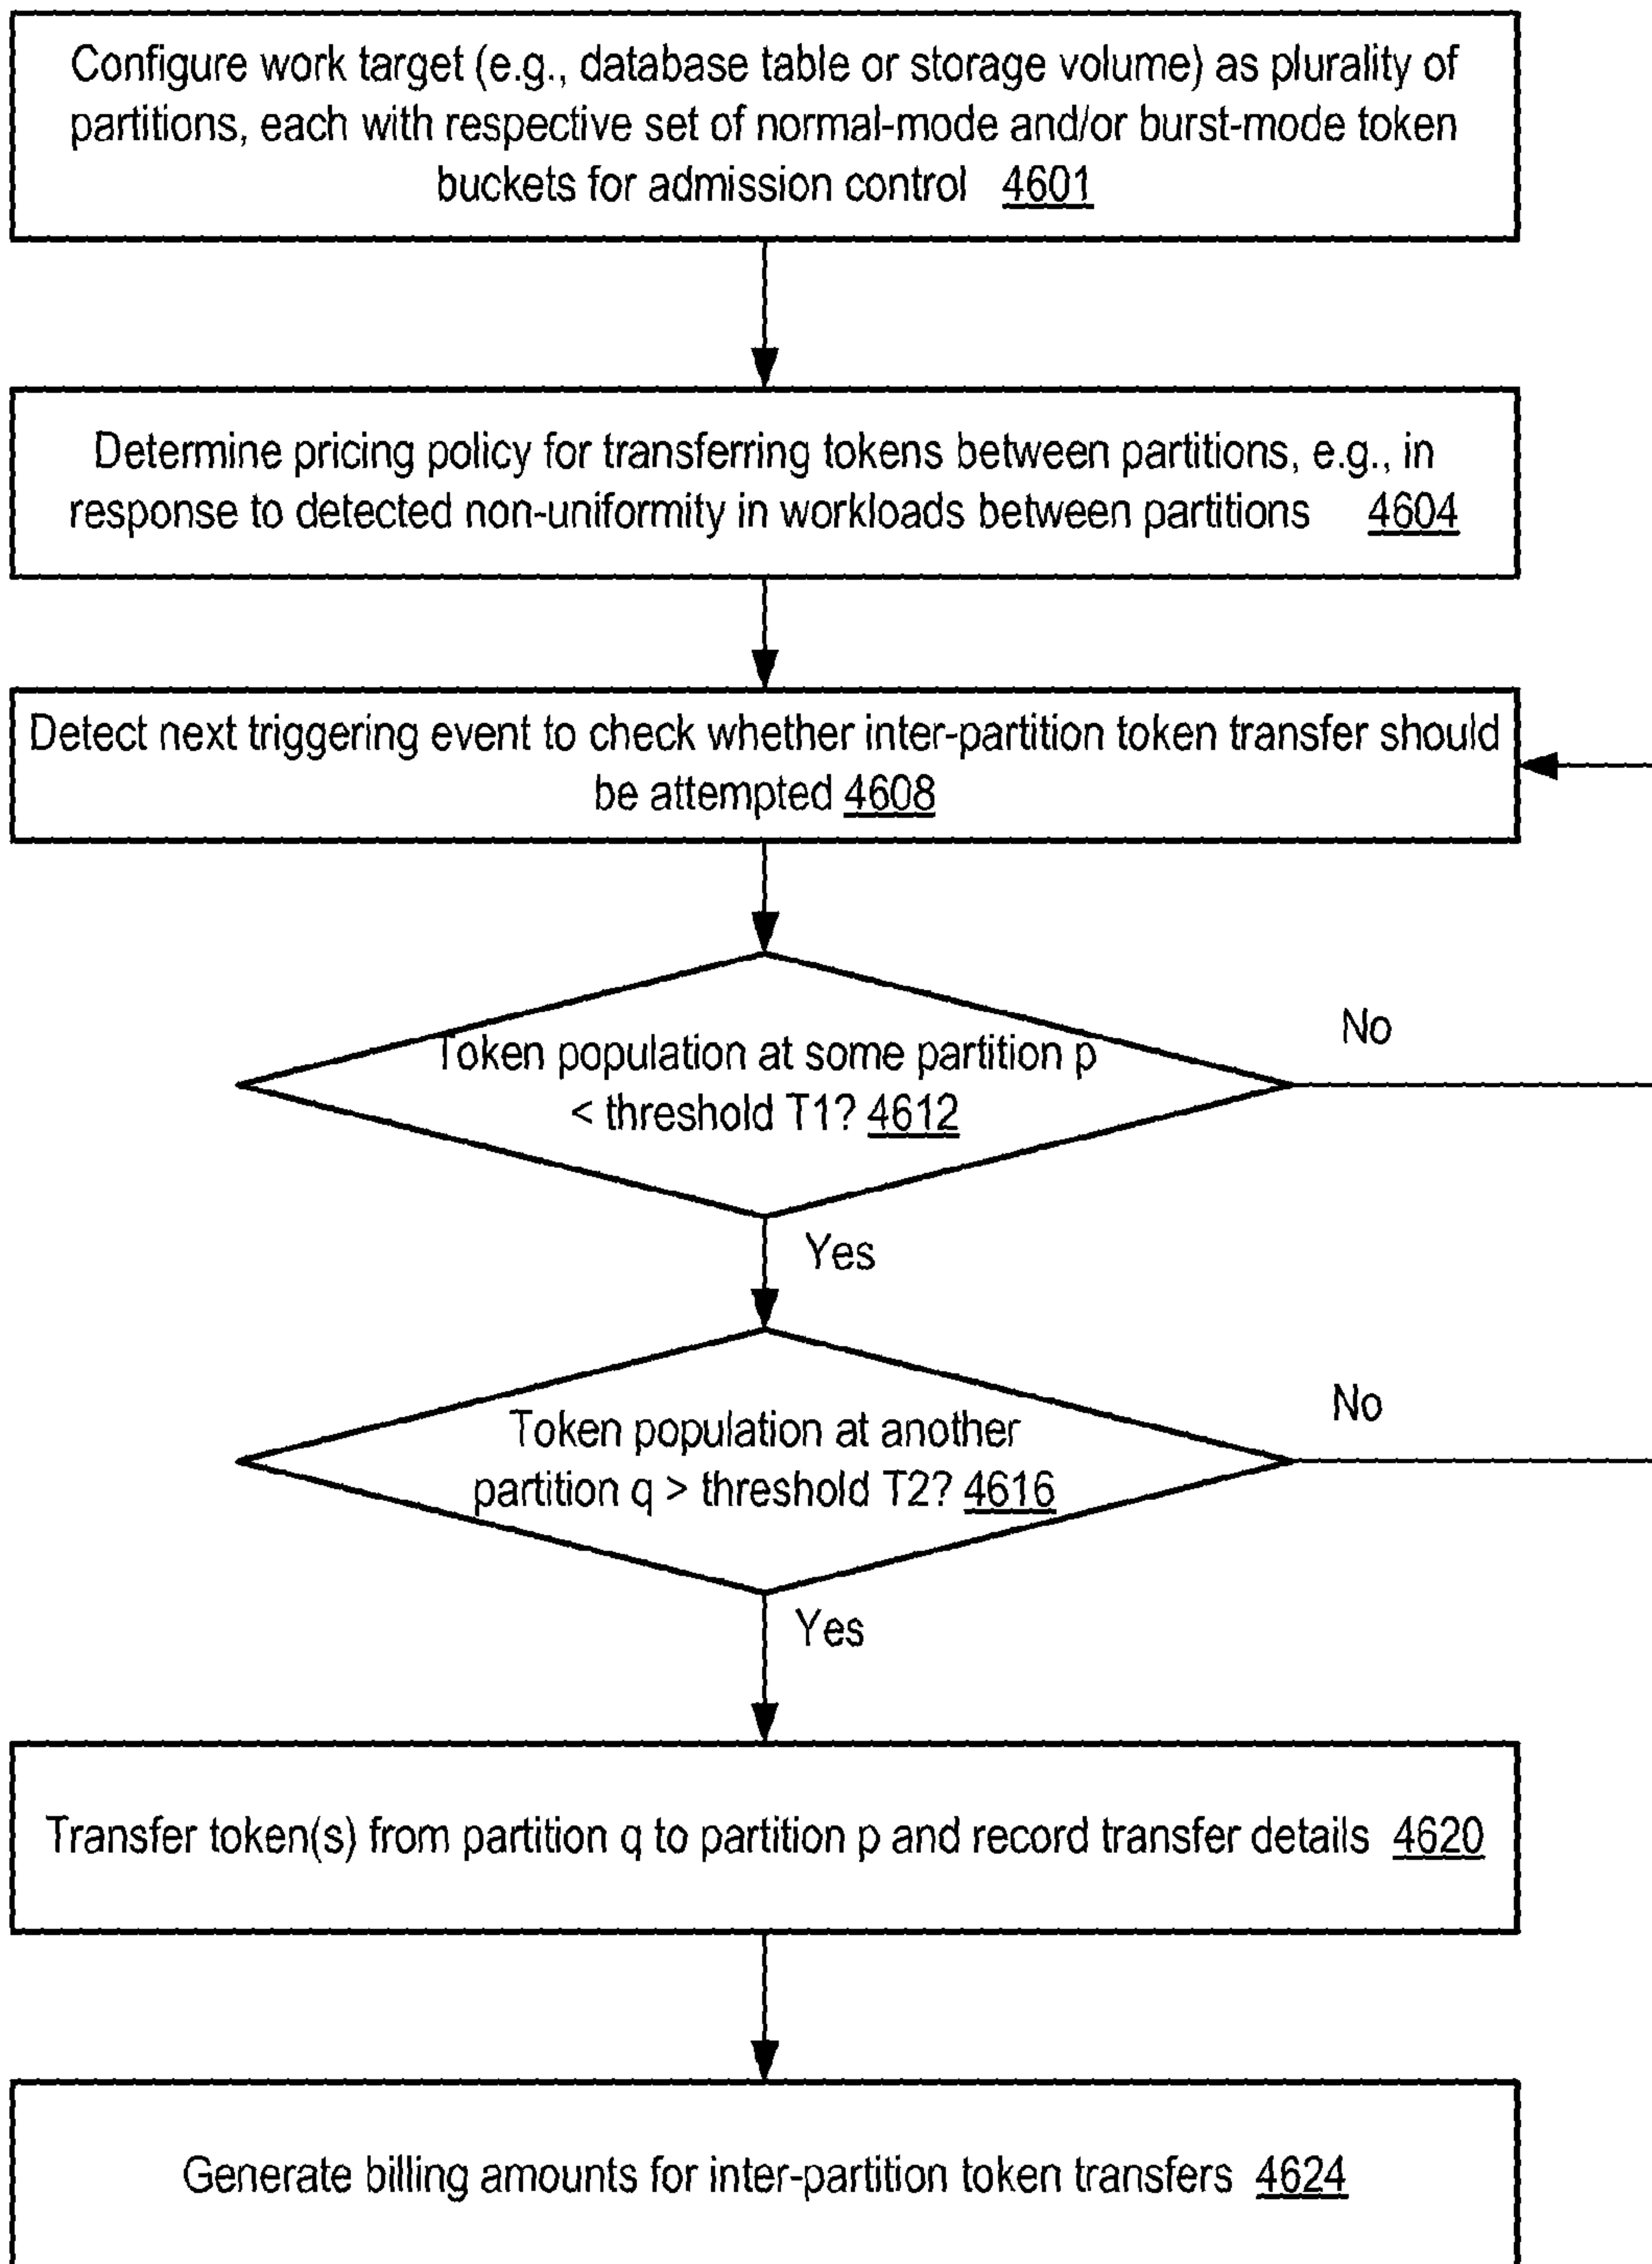 Configure work target (e.g., database table or storage volume) as plurality of
partitions, each with respective set of normal-mode and/or burst-mode token
buckets for admission control 4601
Determine pricing policy for transferring tokens between partitions, e.g., in
response to detected non-uniformity in workloads between partitions 4604
Detect next triggering event to check whether inter-partition token transfer should
be attempted 4608
Token population at some partition p
< threshold T1? 4612
No
Yes
Token population at another
partition q > threshold T2? 4616
No
Yes
Transfer token(s) from partition q to partition p and record transfer details 4620
Generate billing amounts for inter-partition token transfers 4624